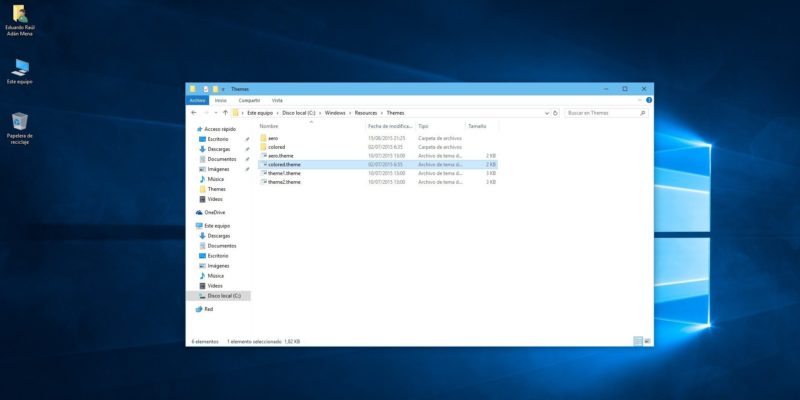 Eduardo Raúl
Adán Mena
Este equipo
Papelera de
reciclaje
Themes
Archivo Inicio Compartir Vista
Este equipo Disco local (C:) Windows Resources Themes
Buscar en Themes
Nombre Fecha de modifica... Tipo Tamaño
aero 15/08/2015 21:25 Carpeta de archivos
colored 02/07/2015 6:35 Carpeta de archivos
aero.theme 10/07/2015 13:00 Archivo de tema d... 2 KB
colored.theme 02/07/2015 6:55 Archivo de tema d... 2 KB
theme1.theme 10/07/2015 13:00 Archivo de tema d... 3 KB
theme2.theme 10/07/2015 13:00 Archivo de tema d... 3 KB
Acceso rápido
Escritorio
Descargas
Documentos
Imágenes
Música
Themes
Vídeos
OneDrive
Este equipo
Descargas
Documentos
Escritorio
Imágenes
Música
Vídeos
Disco local (C:)
Red
6 elementos 1 elemento seleccionado 1,82 KB